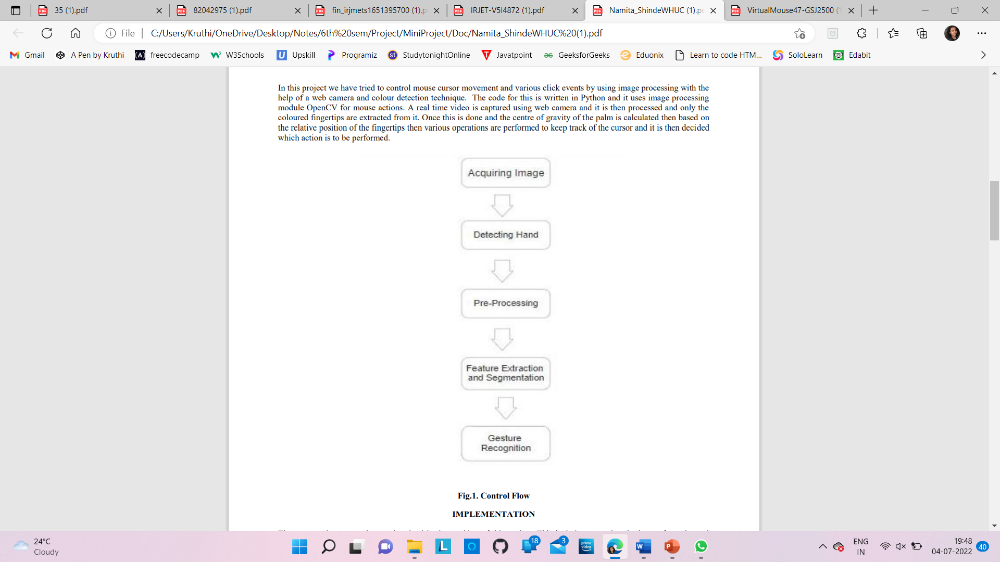 35 (1).pdf
82042975 (1).pdf
fin_irjmets1651395700 (1).p
IRJET-V5I4872 (1).pdf
Namita_ShindeWHUC (1).pd
VirtualMouse47-GSJ2500 (1
File
C:/Users/Kruthi/OneDrive/Desktop/Notes/6th%20sem/Project/MiniProject/Doc/Namita_ShindeWHUC%20(1).pdf
Gmail
A Pen by Kruthi
freecodecamp
W3Schools
Upskill
Programiz
StudytonightOnline
Javatpoint
GeeksforGeeks
Eduonix
Learn to code HTM...
SoloLearn
Edabit
In this project we have tried to control mouse cursor movement and various click events by using image processing with the
help of a web camera and colour detection technique. The code for this is written in Python and it uses image processing
module OpenCV for mouse actions. A real time video is captured using web camera and it is then processed and only the
coloured fingertips are extracted from it. Once this is done and the centre of gravity of the palm is calculated then based on
the relative position of the fingertips then various operations are performed to keep track of the cursor and it is then decided
which action is to be performed.
Acquiring Image
Detecting Hand
Pre-Processing
Feature Extraction
and Segmentation
Gesture
Recognition
Fig.1. Control Flow
IMPLEMENTATION
24°C
Cloudy
18
3
prime
video
ENG
IN
19:48
04-07-2022
40